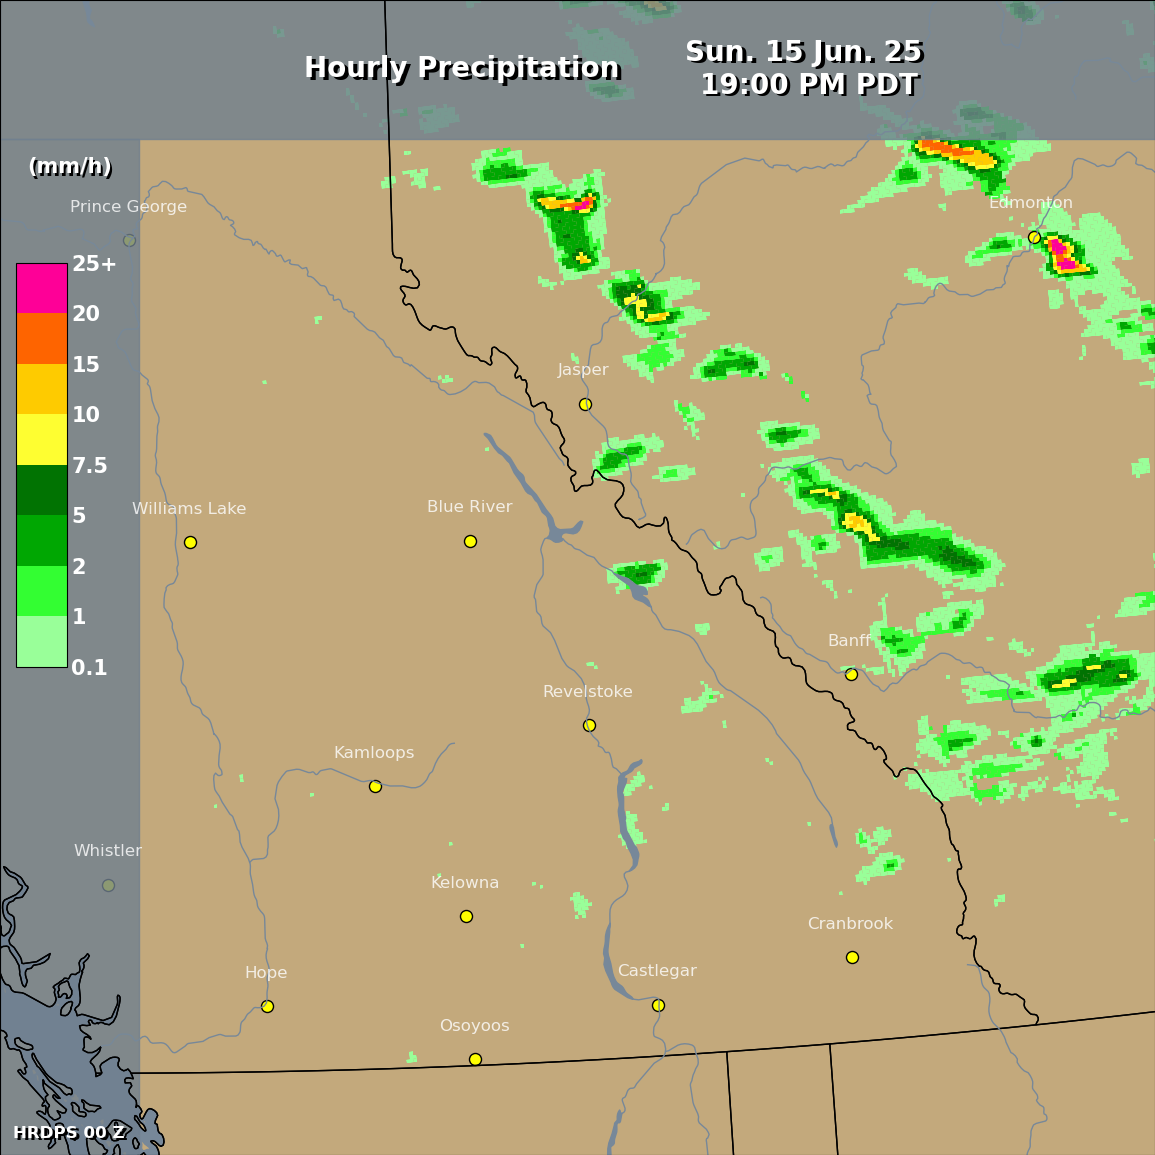 Hourly Precipitation
Sun. 15 Jun. 25
19:00 PM PDT
(mm/h)
Prince George
Edmonton
25+
20
15
10
7.5
5
2
1
0.1
Jasper
Williams Lake
Blue River
Banff
Revelstoke
Kamloops
Whistler
Kelowna
Cranbrook
Hope
Castlegar
Osoyoos
HRDPS 00 Z